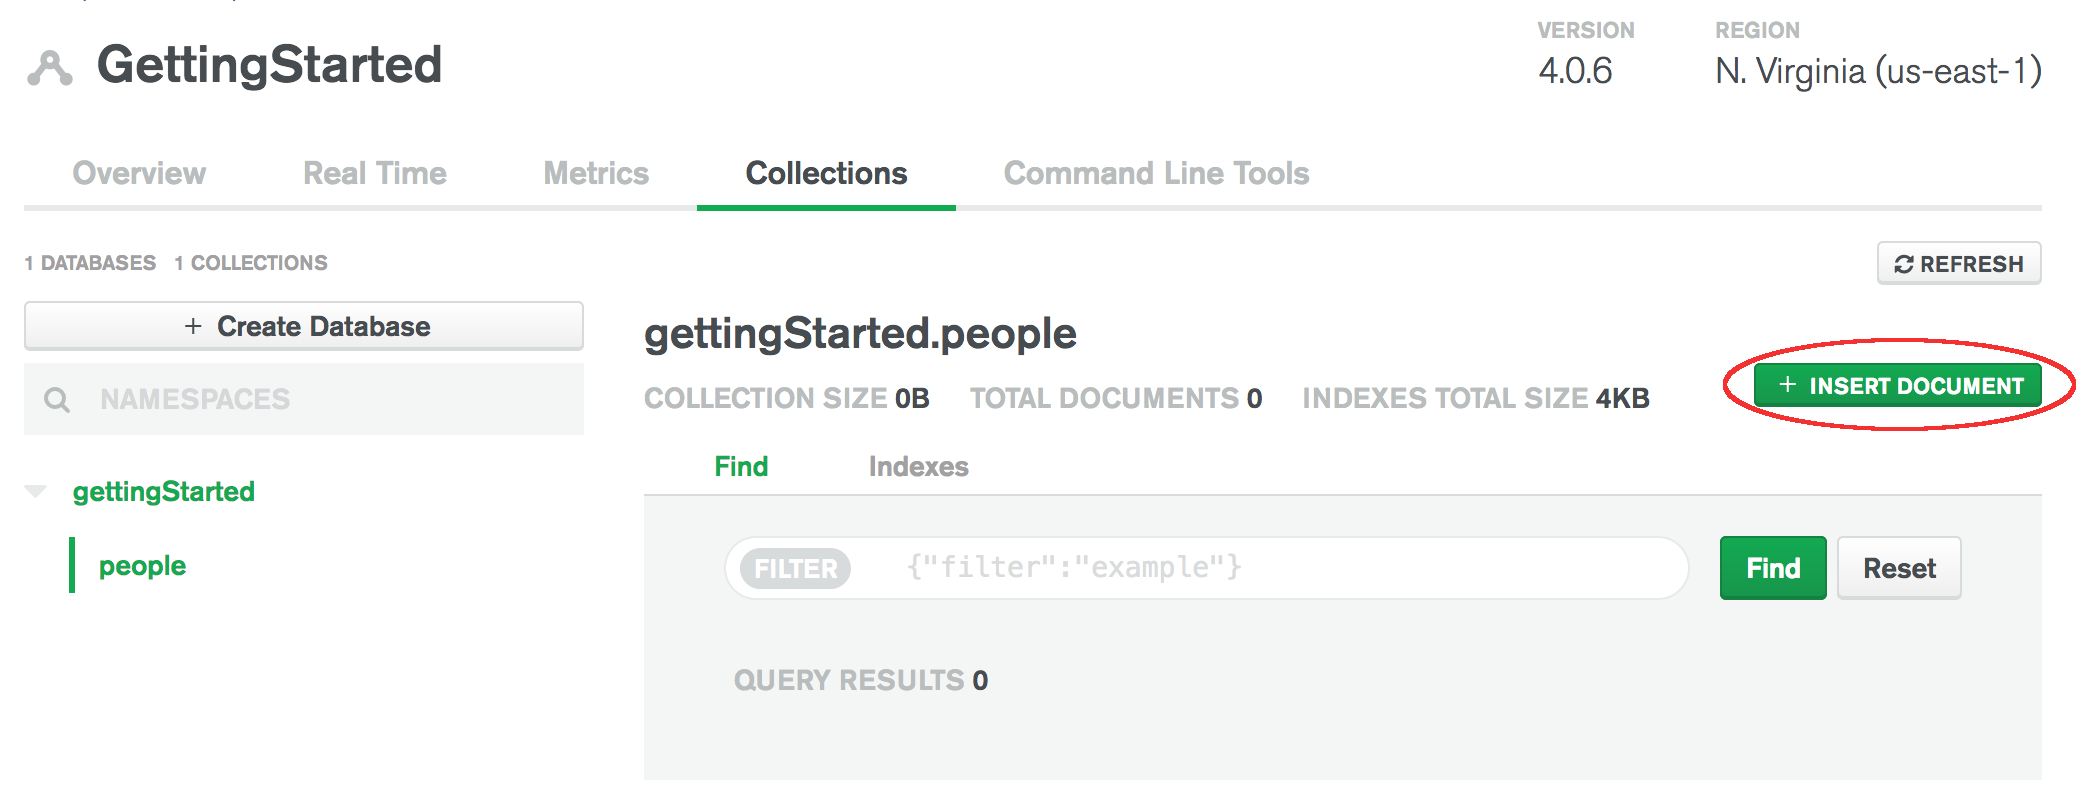 VERSION REGION
GettingStarted 4.0.6 N. Virginia (us-east-1)
Overview Real Time Metrics Collections Command Line Tools
1 DATABASES 1 COLLECTIONS REFRESH
+ Create Database
gettingStarted.people
NAMESPACES
COLLECTION SIZE 0B TOTAL DOCUMENTS 0 INDEXES TOTAL SIZE 4KB + INSERT DOCUMENT
Find Indexes
gettingStarted
people
FILTER {"filter":"example"} Find Reset
QUERY RESULTS 0